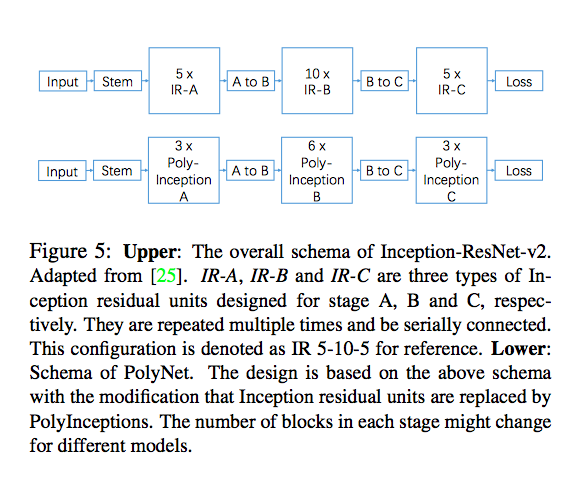 Input Stem 5 x IR-A A to B 10 x IR-B B to C 5 x IR-C Loss
Input Stem 3 x Poly-Inception A A to B 6 x Poly-Inception B B to C 3 x Poly-Inception C Loss
Figure 5: Upper: The overall schema of Inception-ResNet-v2.
Adapted from [25]. IR-A, IR-B and IR-C are three types of In-
ception residual units designed for stage A, B and C, respec-
tively. They are repeated multiple times and be serially connected.
This configuration is denoted as IR 5-10-5 for reference. Lower:
Schema of PolyNet. The design is based on the above schema
with the modification that Inception residual units are replaced by
PolyInceptions. The number of blocks in each stage might change
for different models.